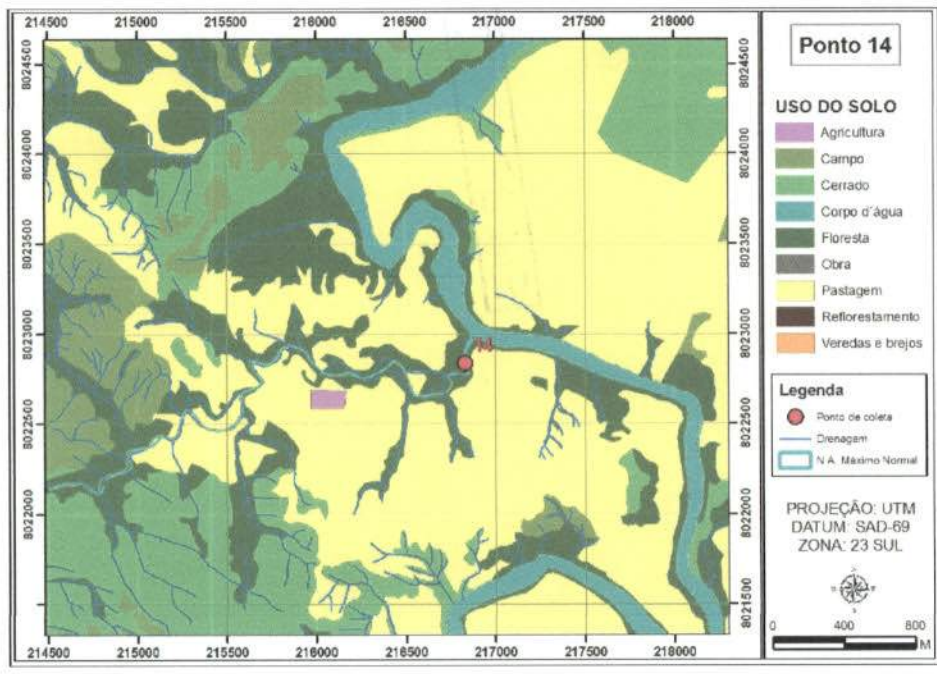 214500 215000 215500 216000 216500 217000 217500 218000
8024500
8024000
8023500
8023000
8022500
8022000
8024500
8024000
8023500
8023000
8022500
8022000
8021500
14
214500 215000 215500 216000 216500 217000 217500 218000
Ponto 14
USO DO SOLO
Agricultura
Campo
Cerrado
Corpo d´água
Floresta
Obra
Pastagem
Reflorestamento
Veredas e brejos
Legenda
Ponto de coleta
Drenagem
N.A. Máximo Normal
PROJEÇÃO: UTM
DATUM: SAD-69
ZONA: 23 SUL
0 400 800
M